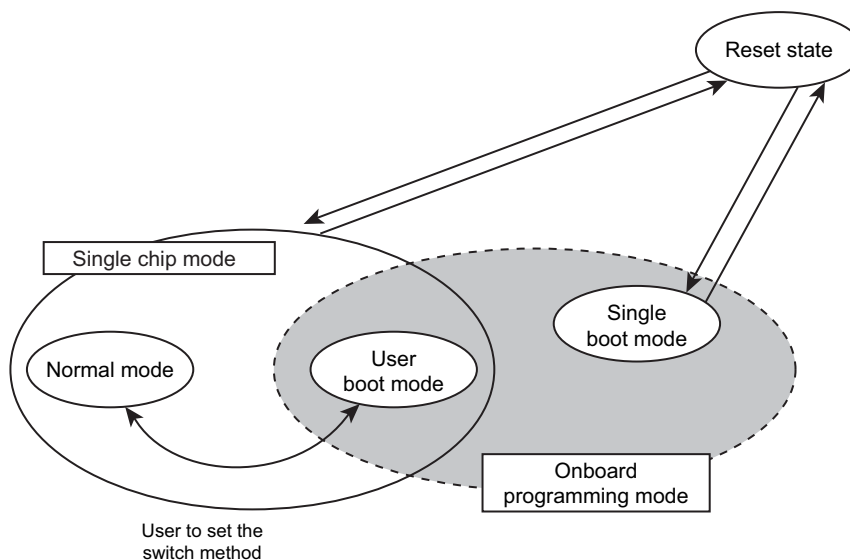 Reset state
Single chip mode
Single
boot mode
Normal mode
User
boot mode
Onboard
programming mode
User to set the
switch method